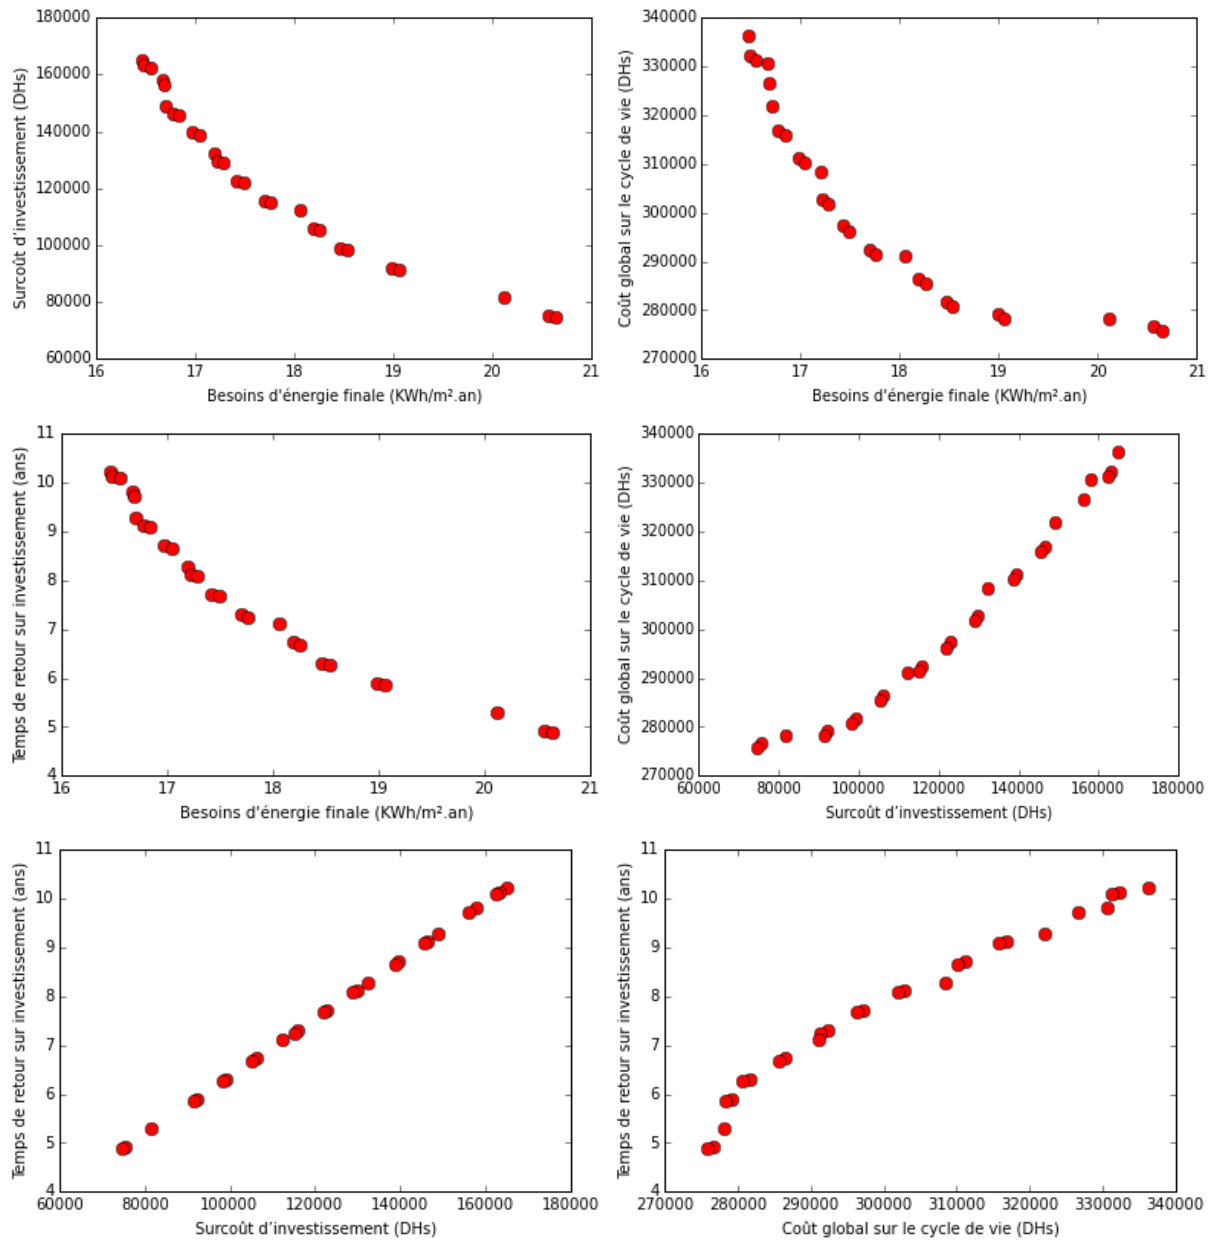 180000
160000
140000
120000
100000
80000
60000
Surcoût d’investissement (DHs)
16 17 18 19 20 21
Besoins d'énergie finale (KWh/m².an)
340000
330000
320000
310000
300000
290000
280000
270000
Coût global sur le cycle de vie (DHs)
16 17 18 19 20 21
Besoins d'énergie finale (KWh/m².an)
11
10
9
8
7
6
5
4
Temps de retour sur investissement (ans)
16 17 18 19 20 21
Besoins d'énergie finale (KWh/m².an)
340000
330000
320000
310000
300000
290000
280000
270000
Coût global sur le cycle de vie (DHs)
60000 80000 100000 120000 140000 160000 180000
Surcoût d’investissement (DHs)
11
10
9
8
7
6
5
4
Temps de retour sur investissement (ans)
60000 80000 100000 120000 140000 160000 180000
Surcoût d’investissement (DHs)
11
10
9
8
7
6
5
4
Temps de retour sur investissement (ans)
270000 280000 290000 300000 310000 320000 330000 340000
Coût global sur le cycle de vie (DHs)